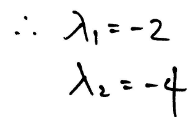 ∴ λ₁ = -2
λ₂ = -4